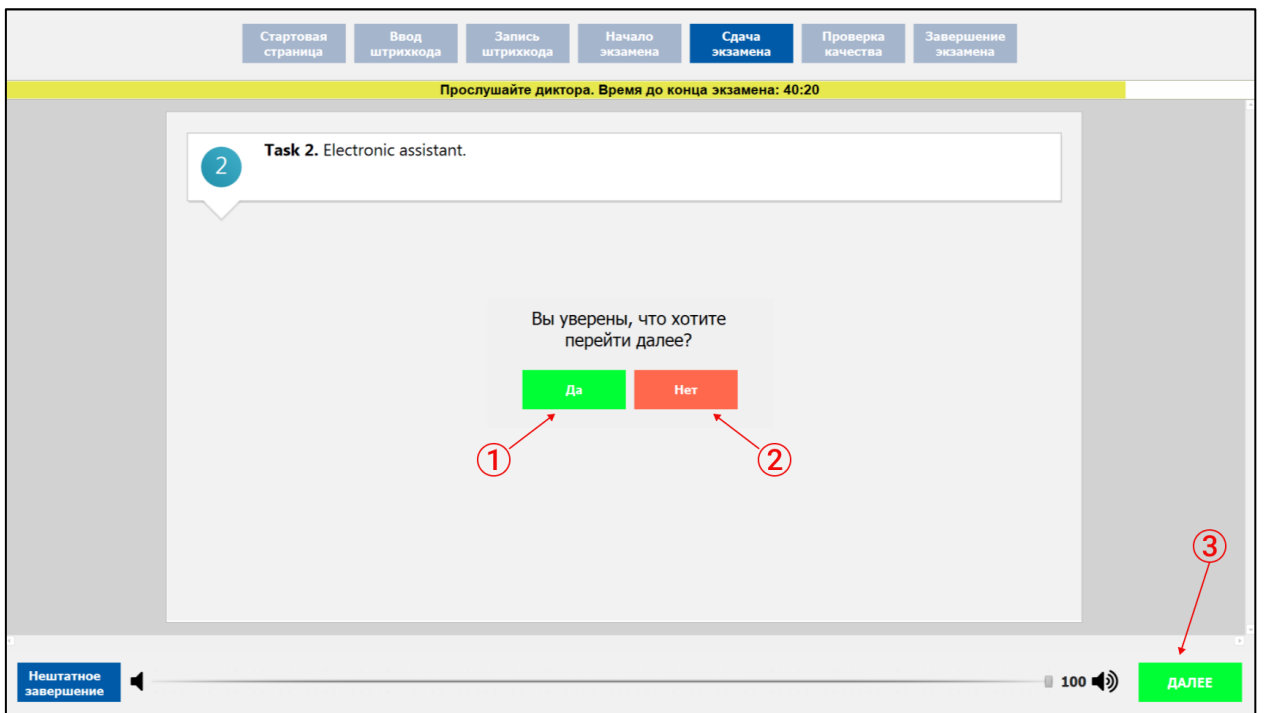 Стартовая
страница
Ввод
штрихкода
Запись
штрихкода
Начало
экзамена
Сдача
экзамена
Проверка
качества
Завершение
экзамена
Прослушайте диктора. Время до конца экзамена: 40:20
2
Task 2. Electronic assistant.
Вы уверены, что хотите
перейти далее?
Да
Нет
1
2
3
Нештатное
завершение
100
ДАЛЕЕ